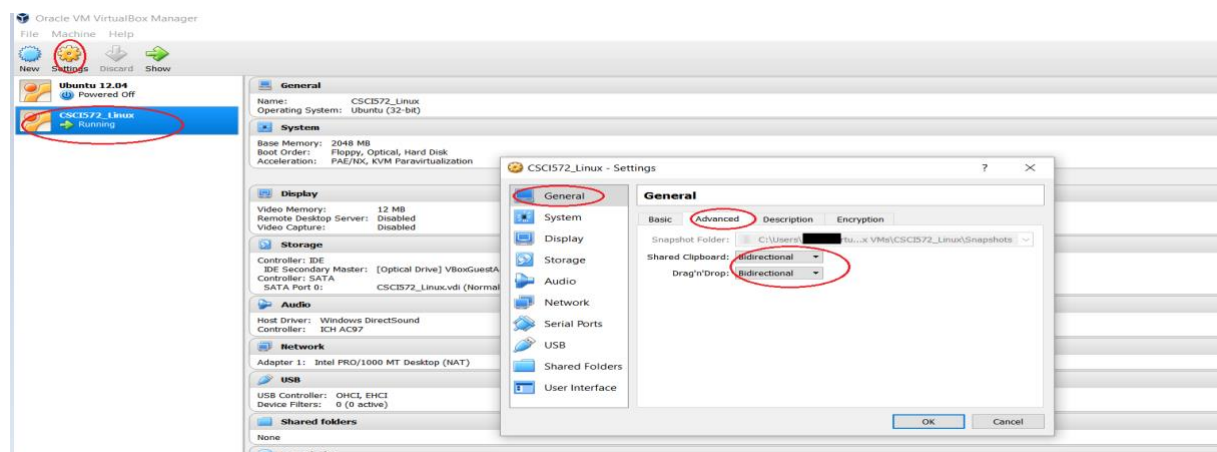 Oracle VM VirtualBox Manager
File Machine Help
New Settings Discard Show
Ubuntu 12.04
Powered Off
CSCI572_Linux
Running
General
Name: CSCI572_Linux
Operating System: Ubuntu (32-bit)
System
Base Memory: 2048 MB
Boot Order: Floppy, Optical, Hard Disk
Acceleration: PAE/NX, KVM Paravirtualization
Display
Video Memory: 12 MB
Remote Desktop Server: Disabled
Video Capture: Disabled
Storage
Controller: IDE
IDE Secondary Master: [Optical Drive] VBoxGuestA
Controller: SATA
SATA Port 0: CSCI572_Linux.vdi (Normal
Audio
Host Driver: Windows DirectSound
Controller: ICH AC97
Network
Adapter 1: Intel PRO/1000 MT Desktop (NAT)
USB
USB Controller: OHCI, EHCI
Device Filters: 0 (0 active)
Shared folders
None
CSCI572_Linux - Settings
General
System
Display
Storage
Audio
Network
Serial Ports
USB
Shared Folders
User Interface
General
Basic Advanced Description Encryption
Snapshot Folder: C:\Users\ rtu...x VMs\CSCI572_Linux\Snapshots
Shared Clipboard: Bidirectional
Drag'n'Drop: Bidirectional
OK Cancel